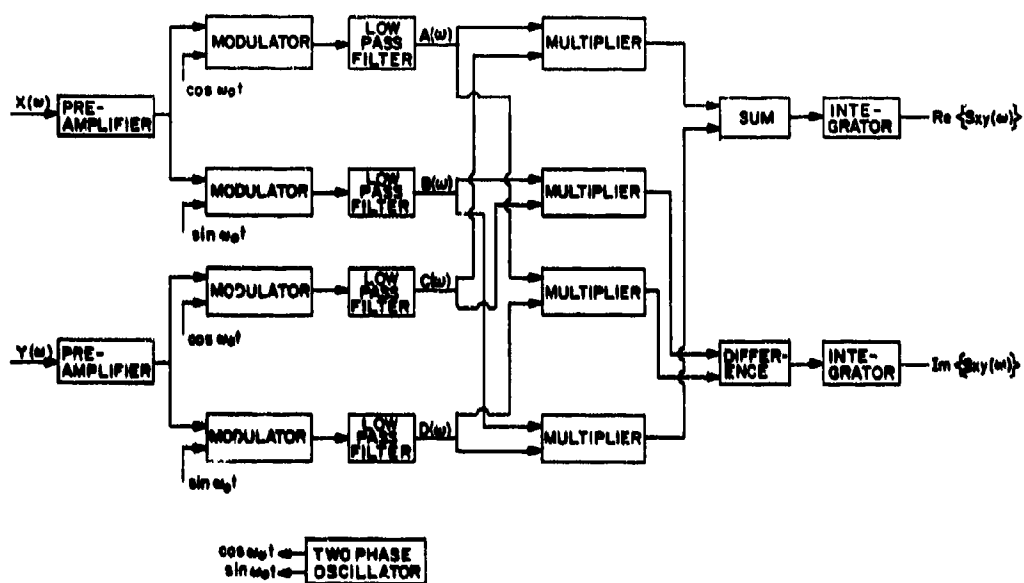 MODULATOR
LOW
PASS
FILTER
A(ω)
MULTIPLIER
cos ω₀t
X(ω)
PRE-
AMPLIFIER
SUM
INTE-
GRATOR
Re {Sxy(ω)}
MODULATOR
LOW
PASS
FILTER
B(ω)
MULTIPLIER
sin ω₀t
MODULATOR
LOW
PASS
FILTER
C(ω)
MULTIPLIER
cos ω₀t
Y(ω)
PRE-
AMPLIFIER
DIFFER-
ENCE
INTE-
GRATOR
Im {Sxy(ω)}
MODULATOR
LOW
PASS
FILTER
D(ω)
MULTIPLIER
sin ω₀t
cos ω₀t
sin ω₀t
TWO PHASE
OSCILLATOR